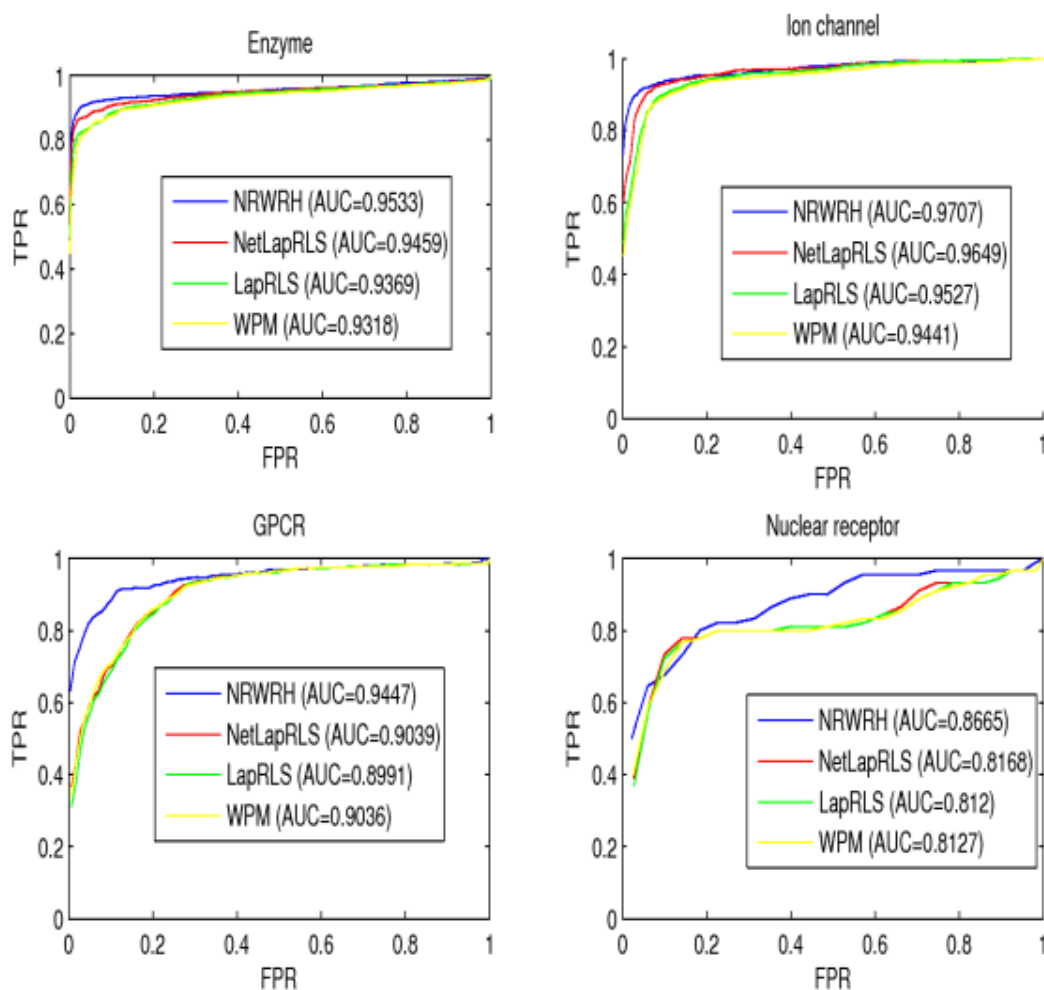 Enzyme
1
0.8
0.6
0.4
0.2
0
TPR
NRWRH (AUC=0.9533)
NetLapRLS (AUC=0.9459)
LapRLS (AUC=0.9369)
WPM (AUC=0.9318)
0 0.2 0.4 0.6 0.8 1
FPR
Ion channel
1
0.8
0.6
0.4
0.2
0
TPR
NRWRH (AUC=0.9707)
NetLapRLS (AUC=0.9649)
LapRLS (AUC=0.9527)
WPM (AUC=0.9441)
0 0.2 0.4 0.6 0.8 1
FPR
GPCR
1
0.8
0.6
0.4
0.2
0
TPR
NRWRH (AUC=0.9447)
NetLapRLS (AUC=0.9039)
LapRLS (AUC=0.8991)
WPM (AUC=0.9036)
0 0.2 0.4 0.6 0.8 1
FPR
Nuclear receptor
1
0.8
0.6
0.4
0.2
0
TPR
NRWRH (AUC=0.8665)
NetLapRLS (AUC=0.8168)
LapRLS (AUC=0.812)
WPM (AUC=0.8127)
0 0.2 0.4 0.6 0.8 1
FPR